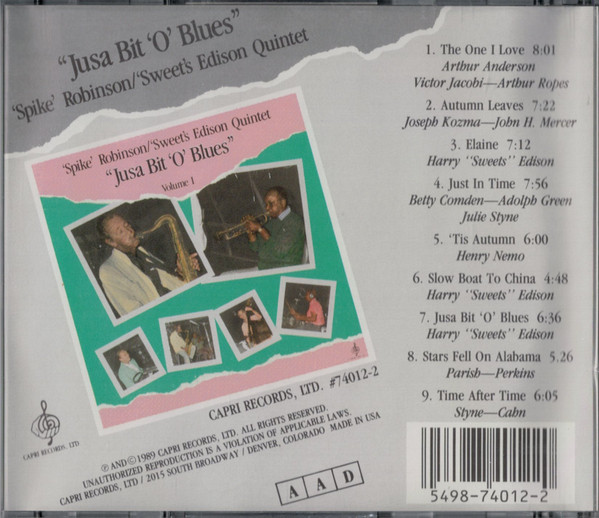 "Jusa Bit 'O' Blues"
'Spike' Robinson/'Sweet's Edison Quintet
'Spike' Robinson/'Sweet's Edison Quintet
"Jusa Bit 'O' Blues"
Volume 1
CAPRI RECORDS, LTD. #74012-2
CAPRI RECORDS, LTD
℗ AND © 1989 CAPRI RECORDS, LTD. ALL RIGHTS RESERVED.
UNAUTHORIZED REPRODUCTION IS A VIOLATION OF APPLICABLE LAWS.
CAPRI RECORDS, LTD / 2015 SOUTH BROADWAY / DENVER, COLORADO MADE IN USA
A A D
1. The One I Love 8:01
Arthur Anderson
Victor Jacobi—Arthur Ropes
2. Autumn Leaves 7:22
Joseph Kozma—John H. Mercer
3. Elaine 7:12
Harry "Sweets" Edison
4. Just In Time 7:56
Betty Comden—Adolph Green
Julie Styne
5. 'Tis Autumn 6:00
Henry Nemo
6. Slow Boat To China 4:48
Harry "Sweets" Edison
7. Jusa Bit 'O' Blues 6:36
Harry "Sweets" Edison
8. Stars Fell On Alabama 5.26
Parish—Perkins
9. Time After Time 6:05
Styne—Cahn
5498-74012-2